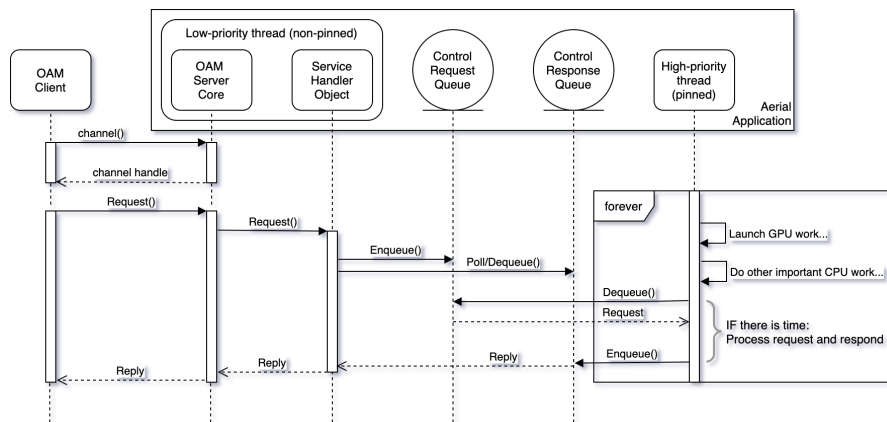 Low-priority thread (non-pinned)
OAM
Client
OAM
Server
Core
Service
Handler
Object
Control
Request
Queue
Control
Response
Queue
High-priority
thread
(pinned)
Aerial
Application
channel()
channel handle
Request()
Request()
forever
Launch GPU work...
Enqueue()
Poll/Dequeue()
Do other important CPU work...
Dequeue()
Request
IF there is time:
Process request and respond
Enqueue()
Reply
Reply
Reply